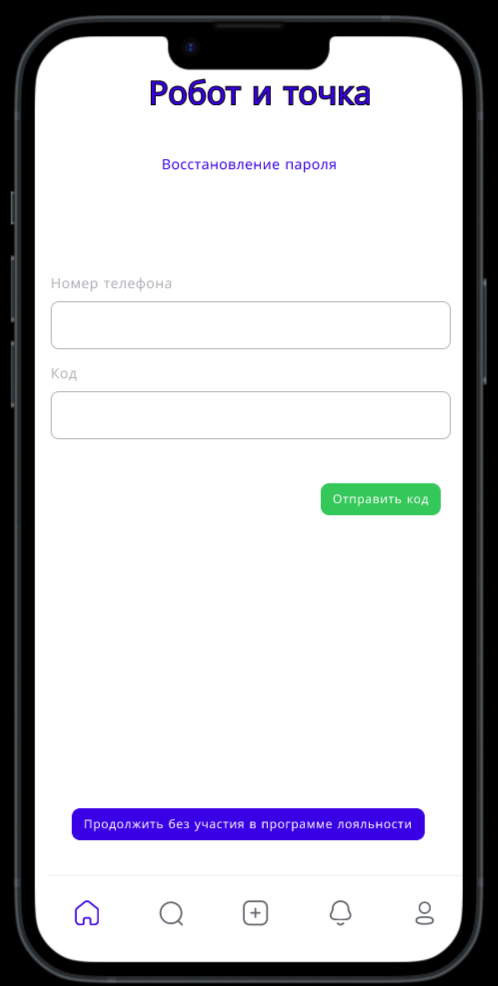 Робот и точка
Восстановление пароля
Номер телефона
Код
Отправить код
Продолжить без участия в программе лояльности